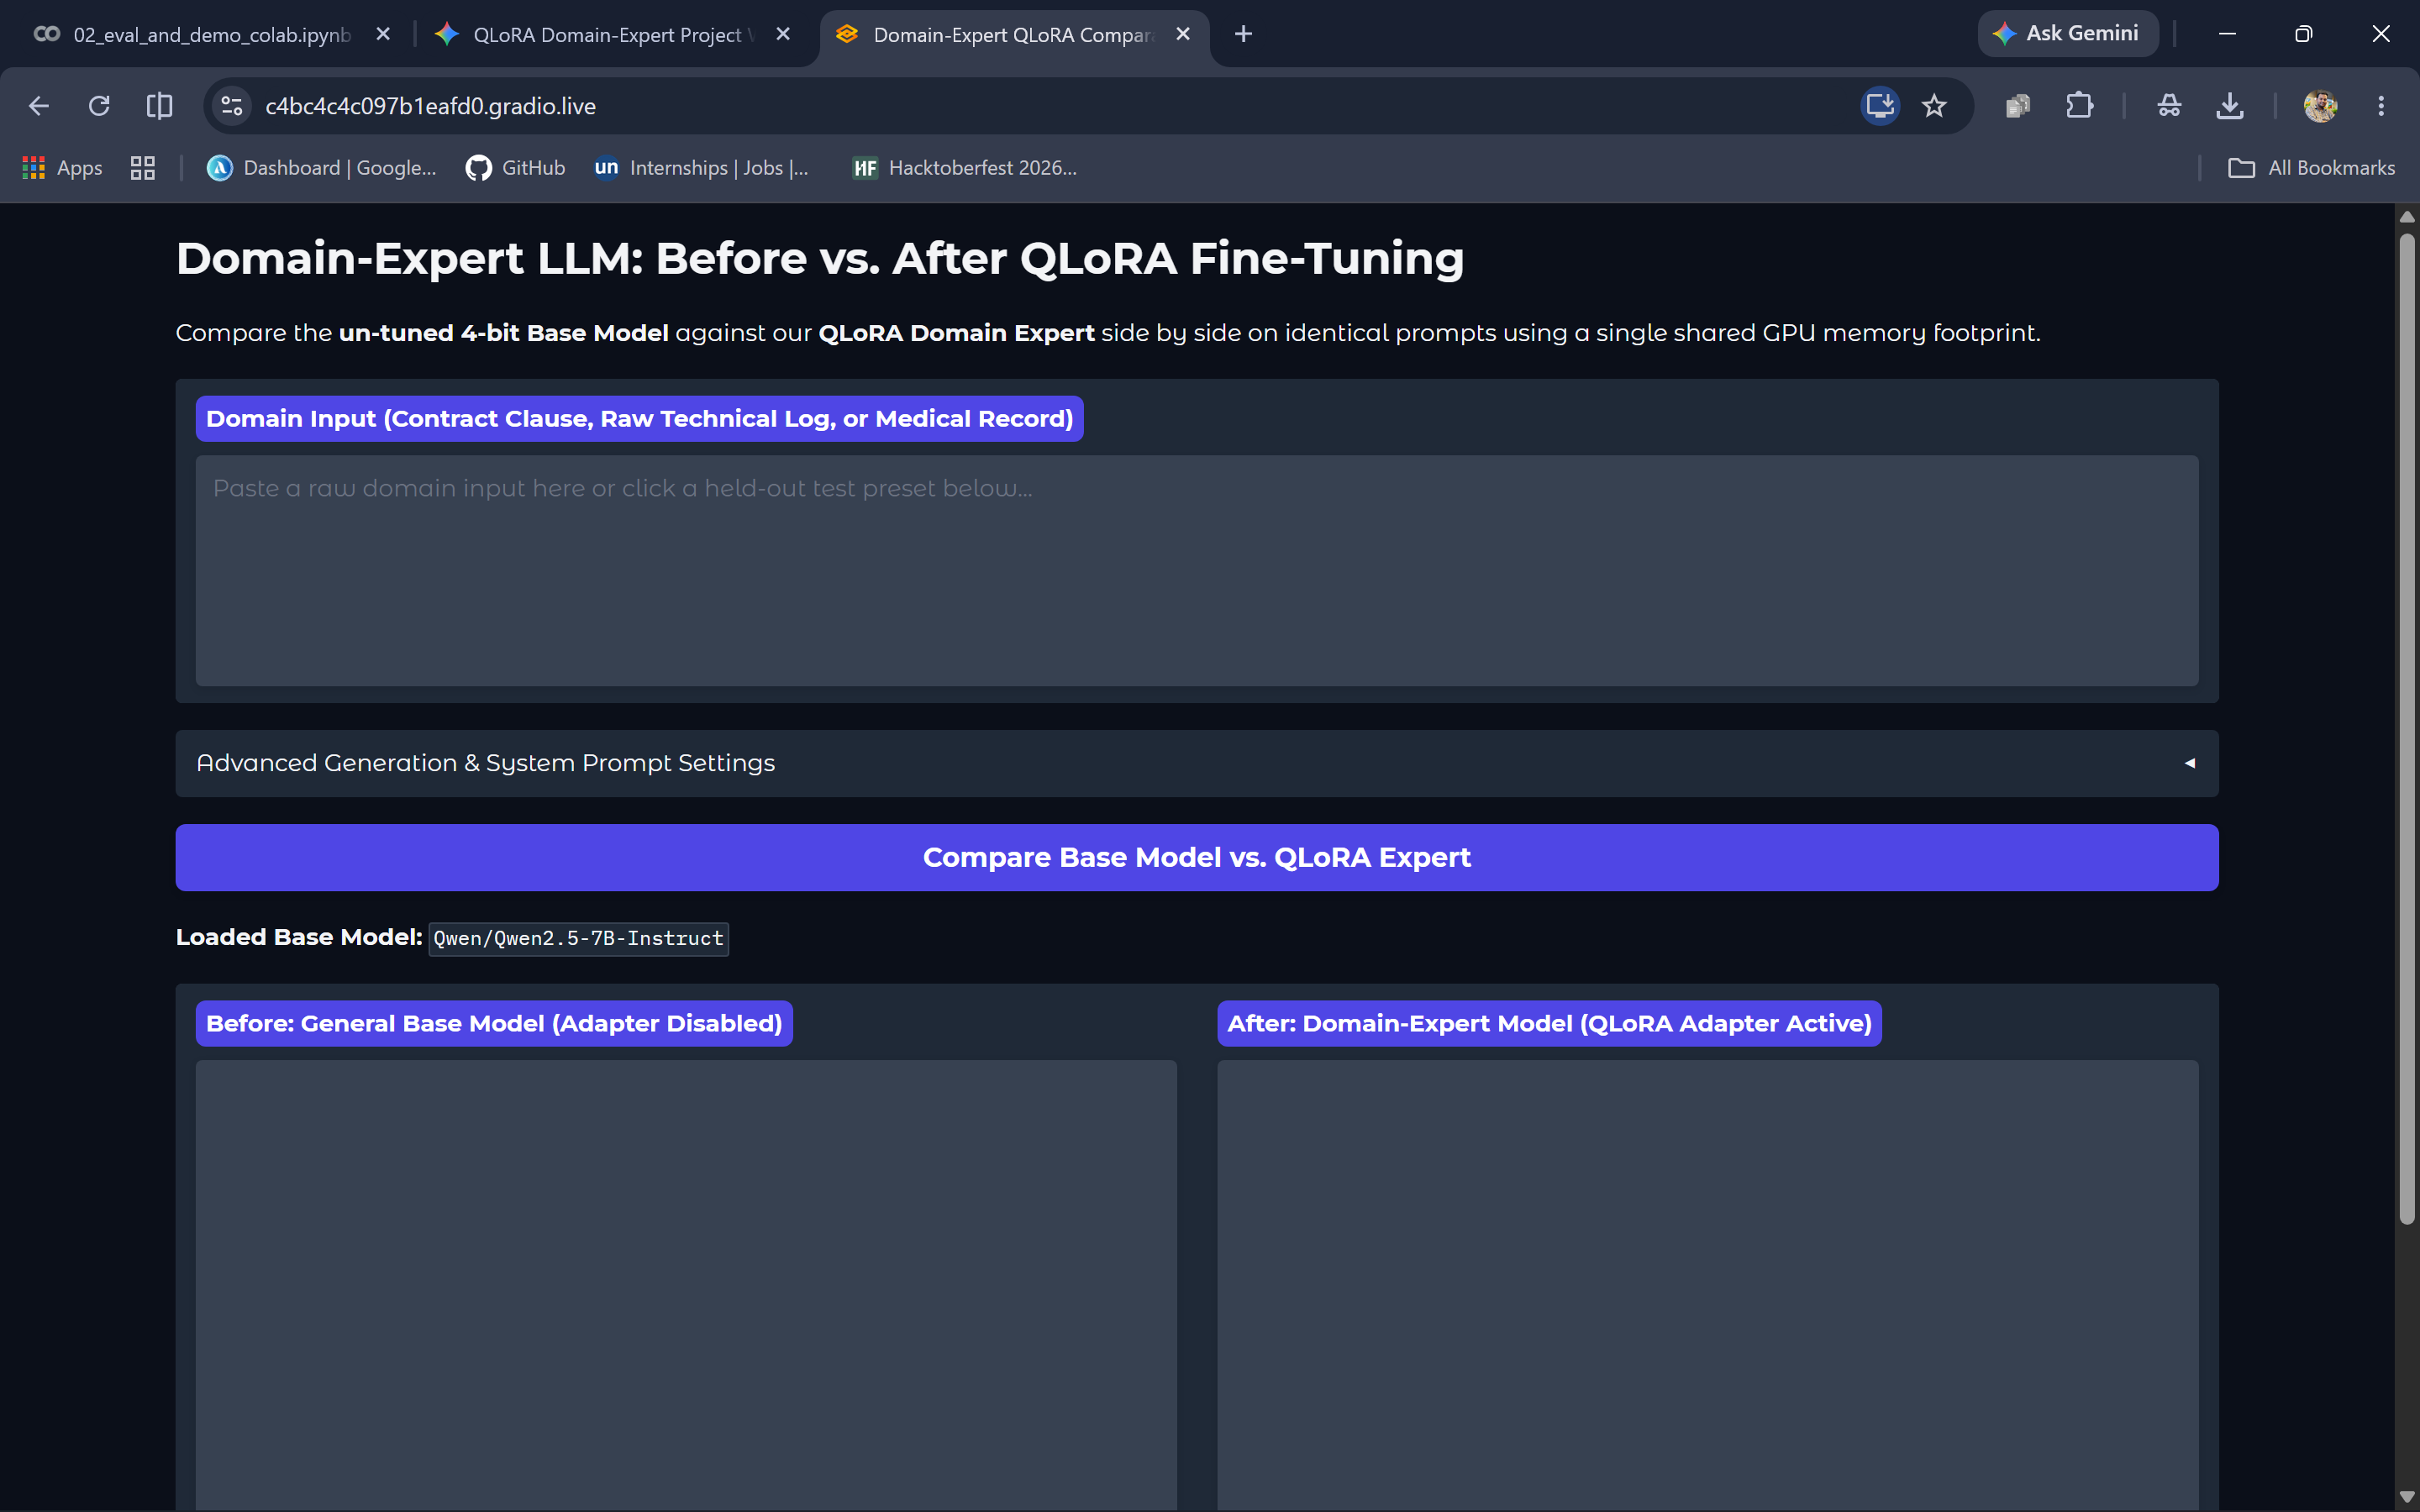 02_eval_and_demo_colab.ipynb
QLoRA Domain-Expert Project
Domain-Expert QLoRA Compar
Ask Gemini
c4bc4c4c097b1eafd0.gradio.live
Apps
Dashboard | Google...
GitHub
un Internships | Jobs |...
HF Hacktoberfest 2026...
All Bookmarks
Domain-Expert LLM: Before vs. After QLoRA Fine-Tuning
Compare the un-tuned 4-bit Base Model against our QLoRA Domain Expert side by side on identical prompts using a single shared GPU memory footprint.
Domain Input (Contract Clause, Raw Technical Log, or Medical Record)
Paste a raw domain input here or click a held-out test preset below...
Advanced Generation & System Prompt Settings
Compare Base Model vs. QLoRA Expert
Loaded Base Model: Qwen/Qwen2.5-7B-Instruct
Before: General Base Model (Adapter Disabled)
After: Domain-Expert Model (QLoRA Adapter Active)